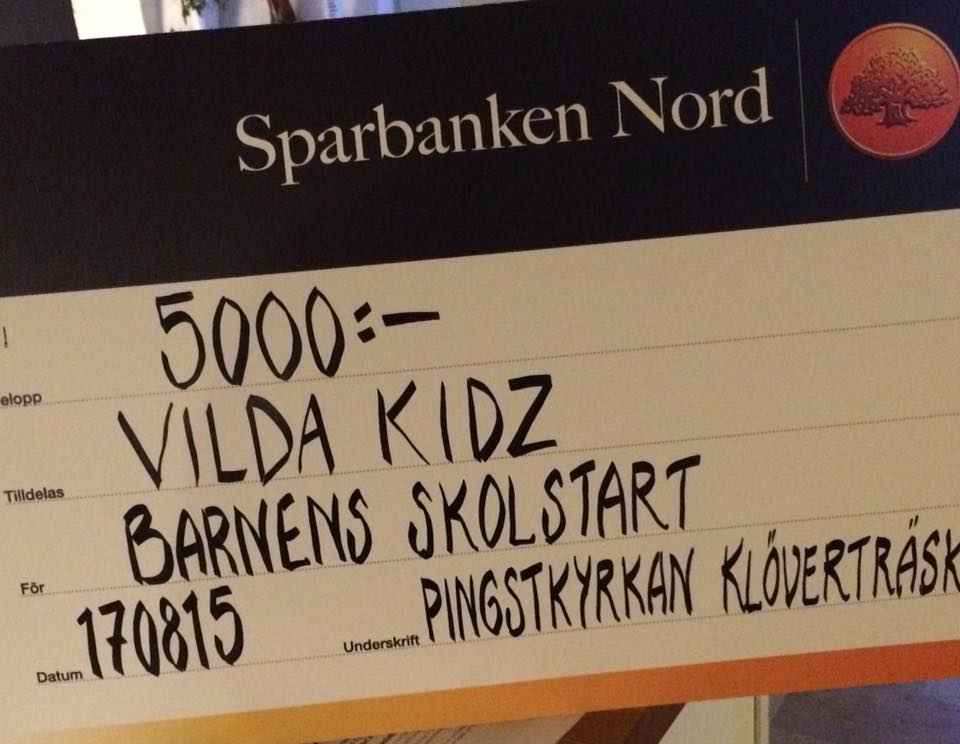 Sparbanken Nord
5000:-
elopp
VILDA KIDZ
Tilldelas
BARNENS SKOLSTART
För
170815 PINGSTKYRKAN KLÖVERTRÄSK
Datum Underskrift